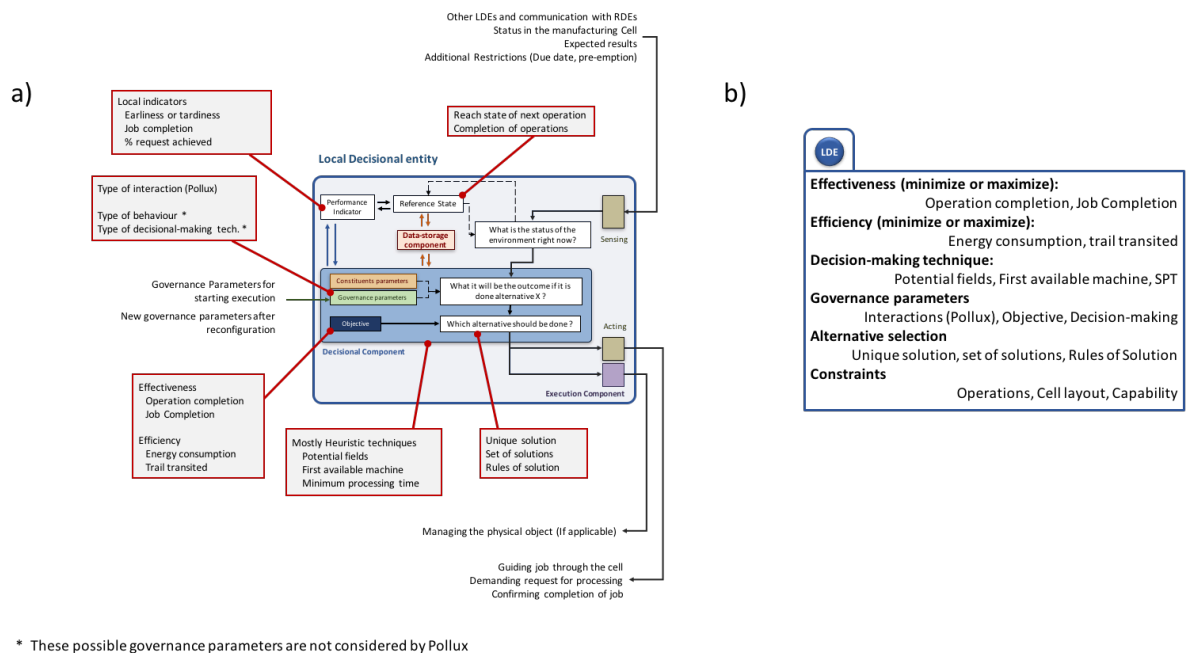 Other LDEs and communication with RDEs
Status in the manufacturing Cell
Expected results
Additional Restrictions (Due date, pre-emption)
a)
Local indicators
Earliness or tardiness
Job completion
% request achieved
Reach state of next operation
Completion of operations
Local Decisional entity
Type of interaction (Pollux)
Type of behaviour *
Type of decisional-making tech. *
Performance
Indicator
Reference State
Data-storage
component
What is the status of the
environment right now?
Sensing
Governance Parameters for
starting execution
New governance parameters after
reconfiguration
Constituents parameters
Governance parameters
What it will be the outcome if it is
done alternative X ?
Objective
Which alternative should be done ?
Acting
Decisional Component
Execution Component
Effectiveness
Operation completion
Job Completion
Efficiency
Energy consumption
Trail transited
Mostly Heuristic techniques
Potential fields
First available machine
Minimum processing time
Unique solution
Set of solutions
Rules of solution
Managing the physical object (If applicable)
Guiding job through the cell
Demanding request for processing
Confirming completion of job
b)
LDE
Effectiveness (minimize or maximize):
Operation completion, Job Completion
Efficiency (minimize or maximize):
Energy consumption, trail transited
Decision-making technique:
Potential fields, First available machine, SPT
Governance parameters
Interactions (Pollux), Objective, Decision-making
Alternative selection
Unique solution, set of solutions, Rules of Solution
Constraints
Operations, Cell layout, Capability
* These possible governance parameters are not considered by Pollux